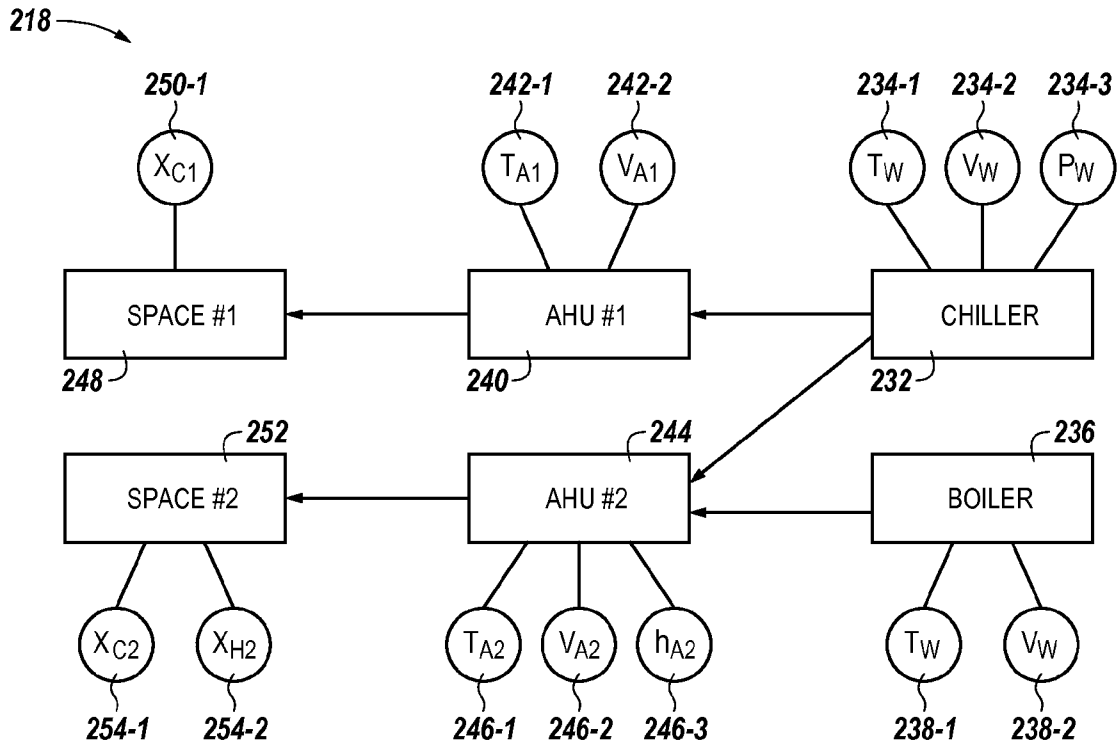 218
250-1 242-1 242-2 234-1 234-2 234-3
XC1 TA1 VA1 TW VW PW
SPACE #1 AHU #1 CHILLER
248 240 232
252 244 236
SPACE #2 AHU #2 BOILER
XC2 XH2 TA2 VA2 hA2 TW VW
254-1 254-2 246-1 246-2 246-3 238-1 238-2